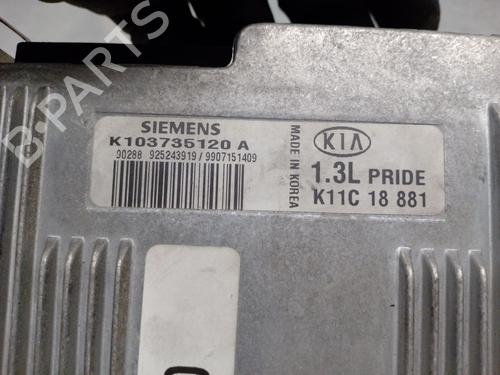 SIEMENS
K103735120 A
90288 925243919 / 9907151409
MADE IN KOREA
KIA
1.3L PRIDE
K11C 18 881
B-PARTS